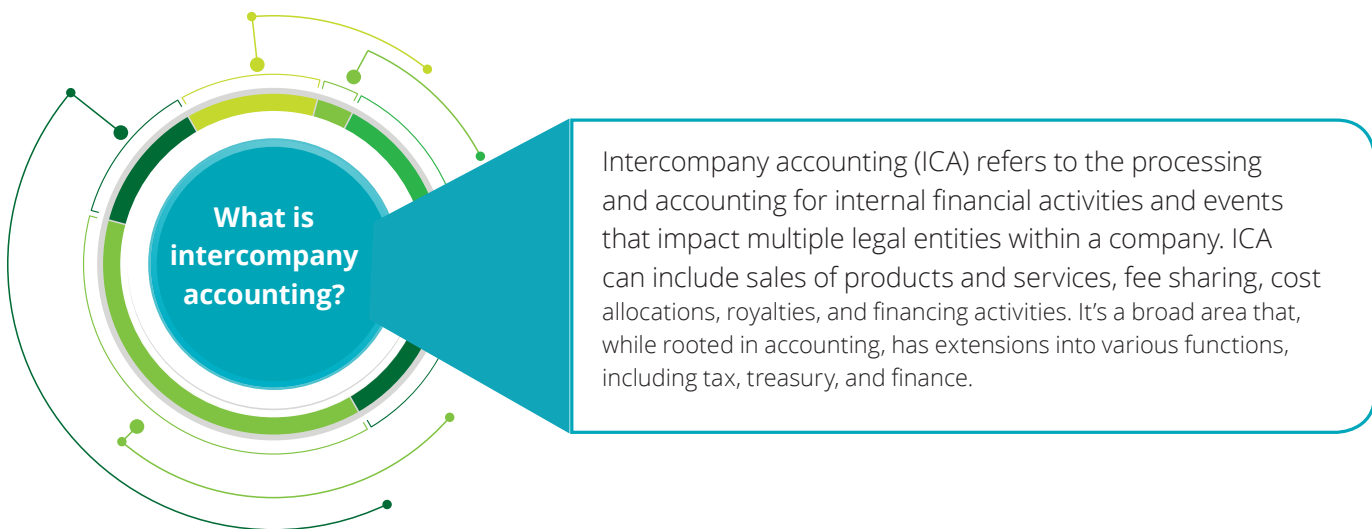 What is
intercompany
accounting?
Intercompany accounting (ICA) refers to the processing
and accounting for internal financial activities and events
that impact multiple legal entities within a company. ICA
can include sales of products and services, fee sharing, cost
allocations, royalties, and financing activities. It’s a broad area that,
while rooted in accounting, has extensions into various functions,
including tax, treasury, and finance.